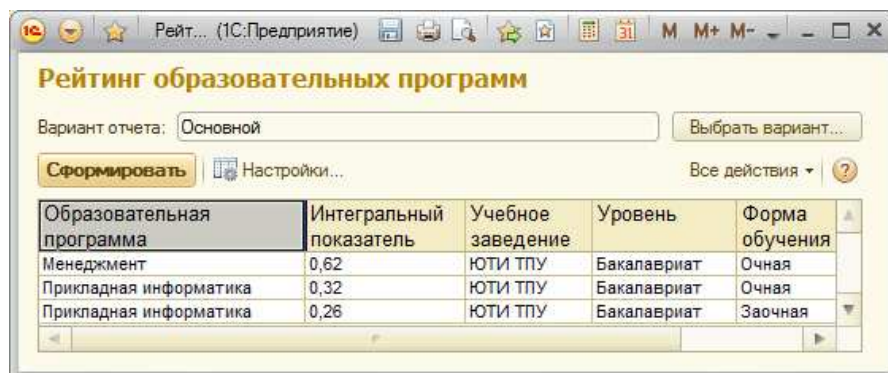 1С Рейт... (1С:Предприятие) 31 M M+ M-
Рейтинг образовательных программ
Вариант отчета: Основной Выбрать вариант...
Сформировать Настройки... Все действия ?
Образовательная Интегральный Учебное Уровень Форма
программа показатель заведение обучения
Менеджмент 0,62 ЮТИ ТПУ Бакалавриат Очная
Прикладная информатика 0,32 ЮТИ ТПУ Бакалавриат Очная
Прикладная информатика 0,26 ЮТИ ТПУ Бакалавриат Заочная